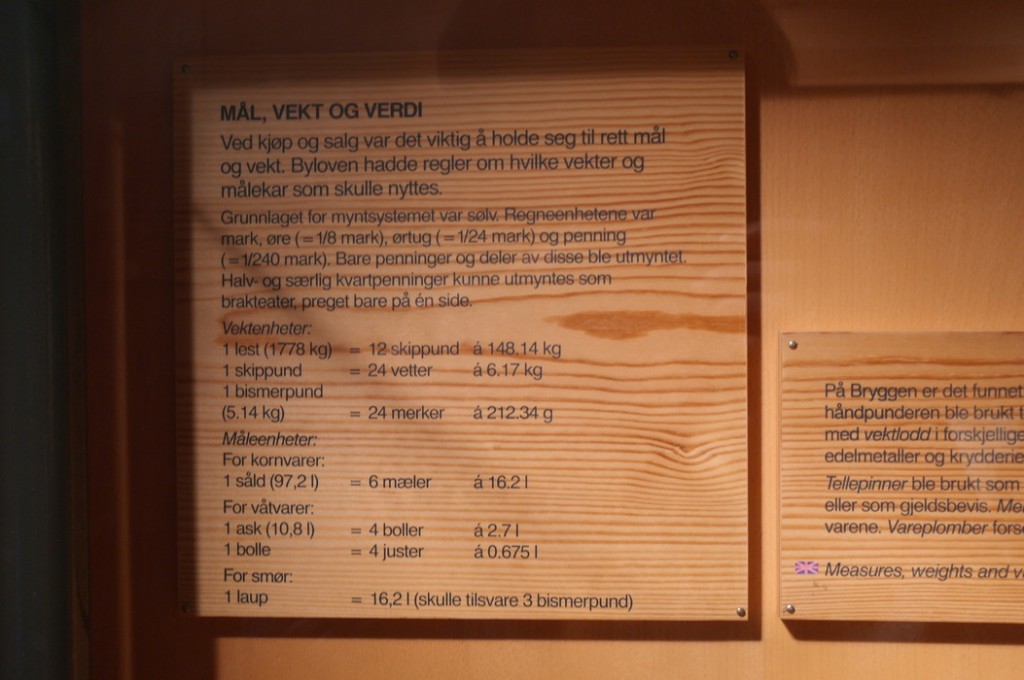 MÅL, VEKT OG VERDI
Ved kjøp og salg var det viktig å holde seg til rett mål
og vekt. Byloven hadde regler om hvilke vekter og
målekar som skulle nyttes.
Grunnlaget for myntsystemet var sølv. Regneenhetene var
mark, øre (=1/8 mark), ørtug (=1/24 mark) og penning
(=1/240 mark). Bare penninger og deler av disse ble utmyntet.
Halv- og særlig kvartpenninger kunne utmyntes som
brakteater, preget bare på én side.
Vektenheter:
1 lest (1778 kg) = 12 skippund á 148.14 kg
1 skippund = 24 vetter á 6.17 kg
1 bismerpund
(5.14 kg) = 24 merker á 212.34 g
Måleenheter:
For kornvarer:
1 såld (97,2 l) = 6 mæler á 16.2 l
For våtvarer:
1 ask (10,8 l) = 4 boller á 2.7 l
1 bolle = 4 juster á 0.675 l
For smør:
1 laup = 16,2 l (skulle tilsvare 3 bismerpund)
På Bryggen er det funnet
håndpunderen ble brukt
med vektlodd i forskjellige
edelmetaller og
Tellepinner ble brukt som
eller som gjeldsbevis.
varene. Vareplomber
Measures, weights and